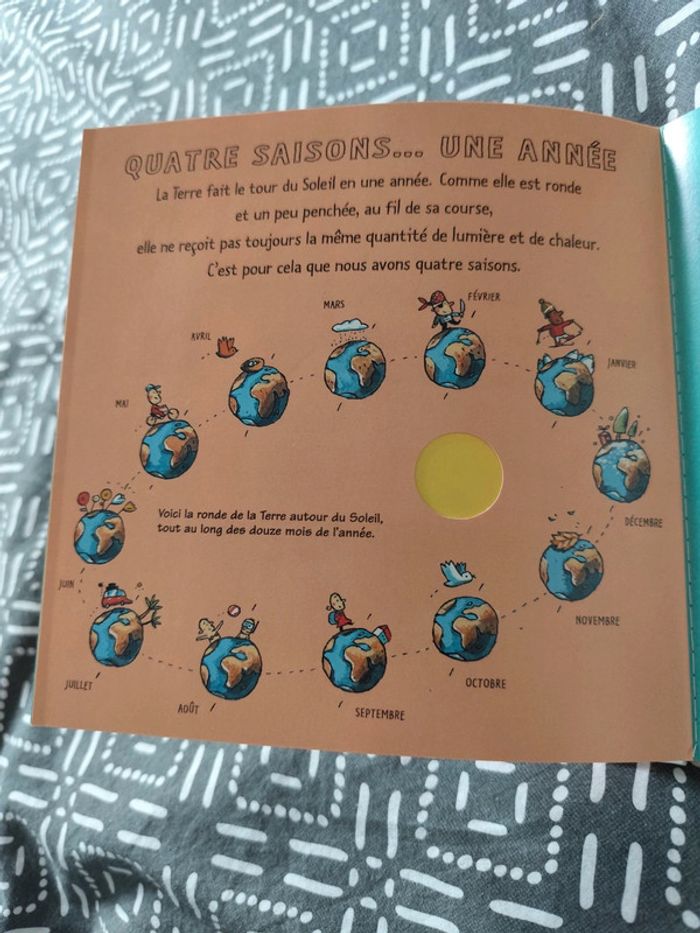 QUATRE SAISONS... UNE ANNÉE
La Terre fait le tour du Soleil en une année. Comme elle est ronde
et un peu penchée, au fil de sa course,
elle ne reçoit pas toujours la même quantité de lumière et de chaleur.
C'est pour cela que nous avons quatre saisons.
MARS
FÉVRIER
AVRIL
JANVIER
MAI
Voici la ronde de la Terre autour du Soleil,
tout au long des douze mois de l'année.
DÉCEMBRE
JUIN
NOVEMBRE
JUILLET
OCTOBRE
AOÛT
SEPTEMBRE